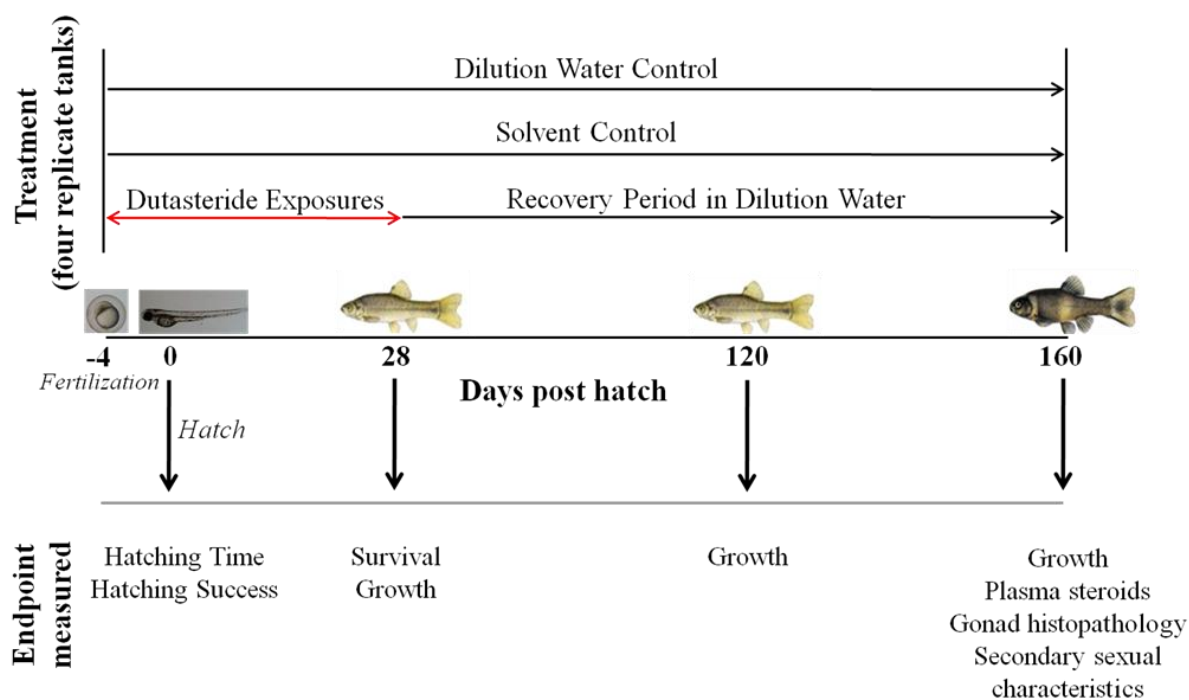 Treatment
(four replicate tanks)
Dilution Water Control
Solvent Control
Dutasteride Exposures
Recovery Period in Dilution Water
-4
0
28
120
160
Fertilization
Days post hatch
Hatch
Endpoint
measured
Hatching Time
Hatching Success
Survival
Growth
Growth
Growth
Plasma steroids
Gonad histopathology
Secondary sexual
characteristics